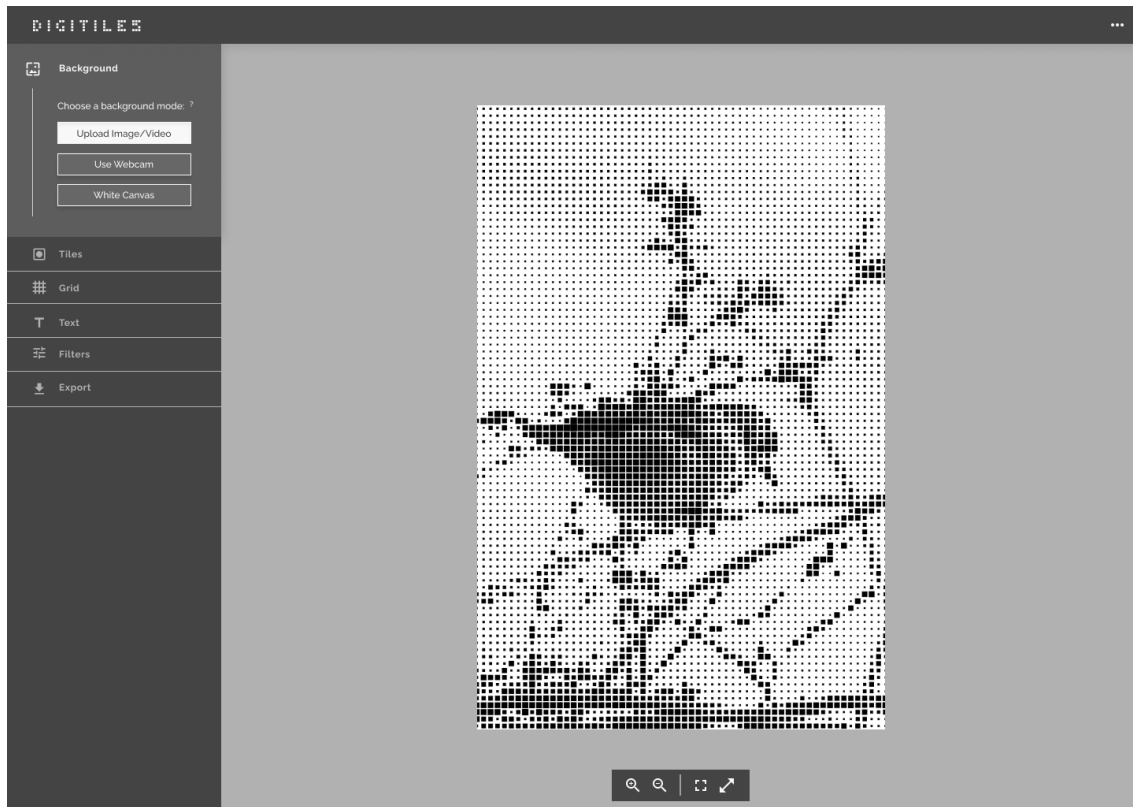 DIGITILES
Background
Choose a background mode: ?
Upload Image/Video
Use Webcam
White Canvas
Tiles
Grid
Text
Filters
Export